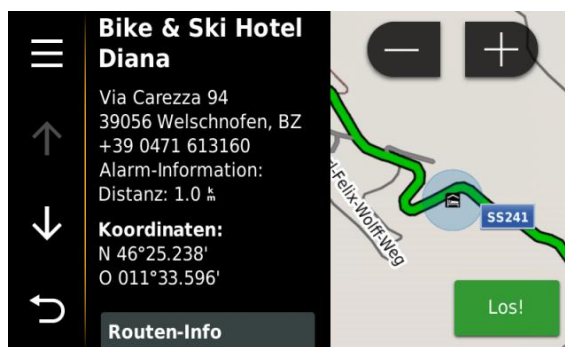 Bike & Ski Hotel
Diana
Via Carezza 94
39056 Welschnofen, BZ
+39 0471 613160
Alarm-Information:
Distanz: 1.0 km
Koordinaten:
N 46°25.238'
O 011°33.596'
Routen-Info
rl-Felix-Wolff-Weg
SS241
Los!